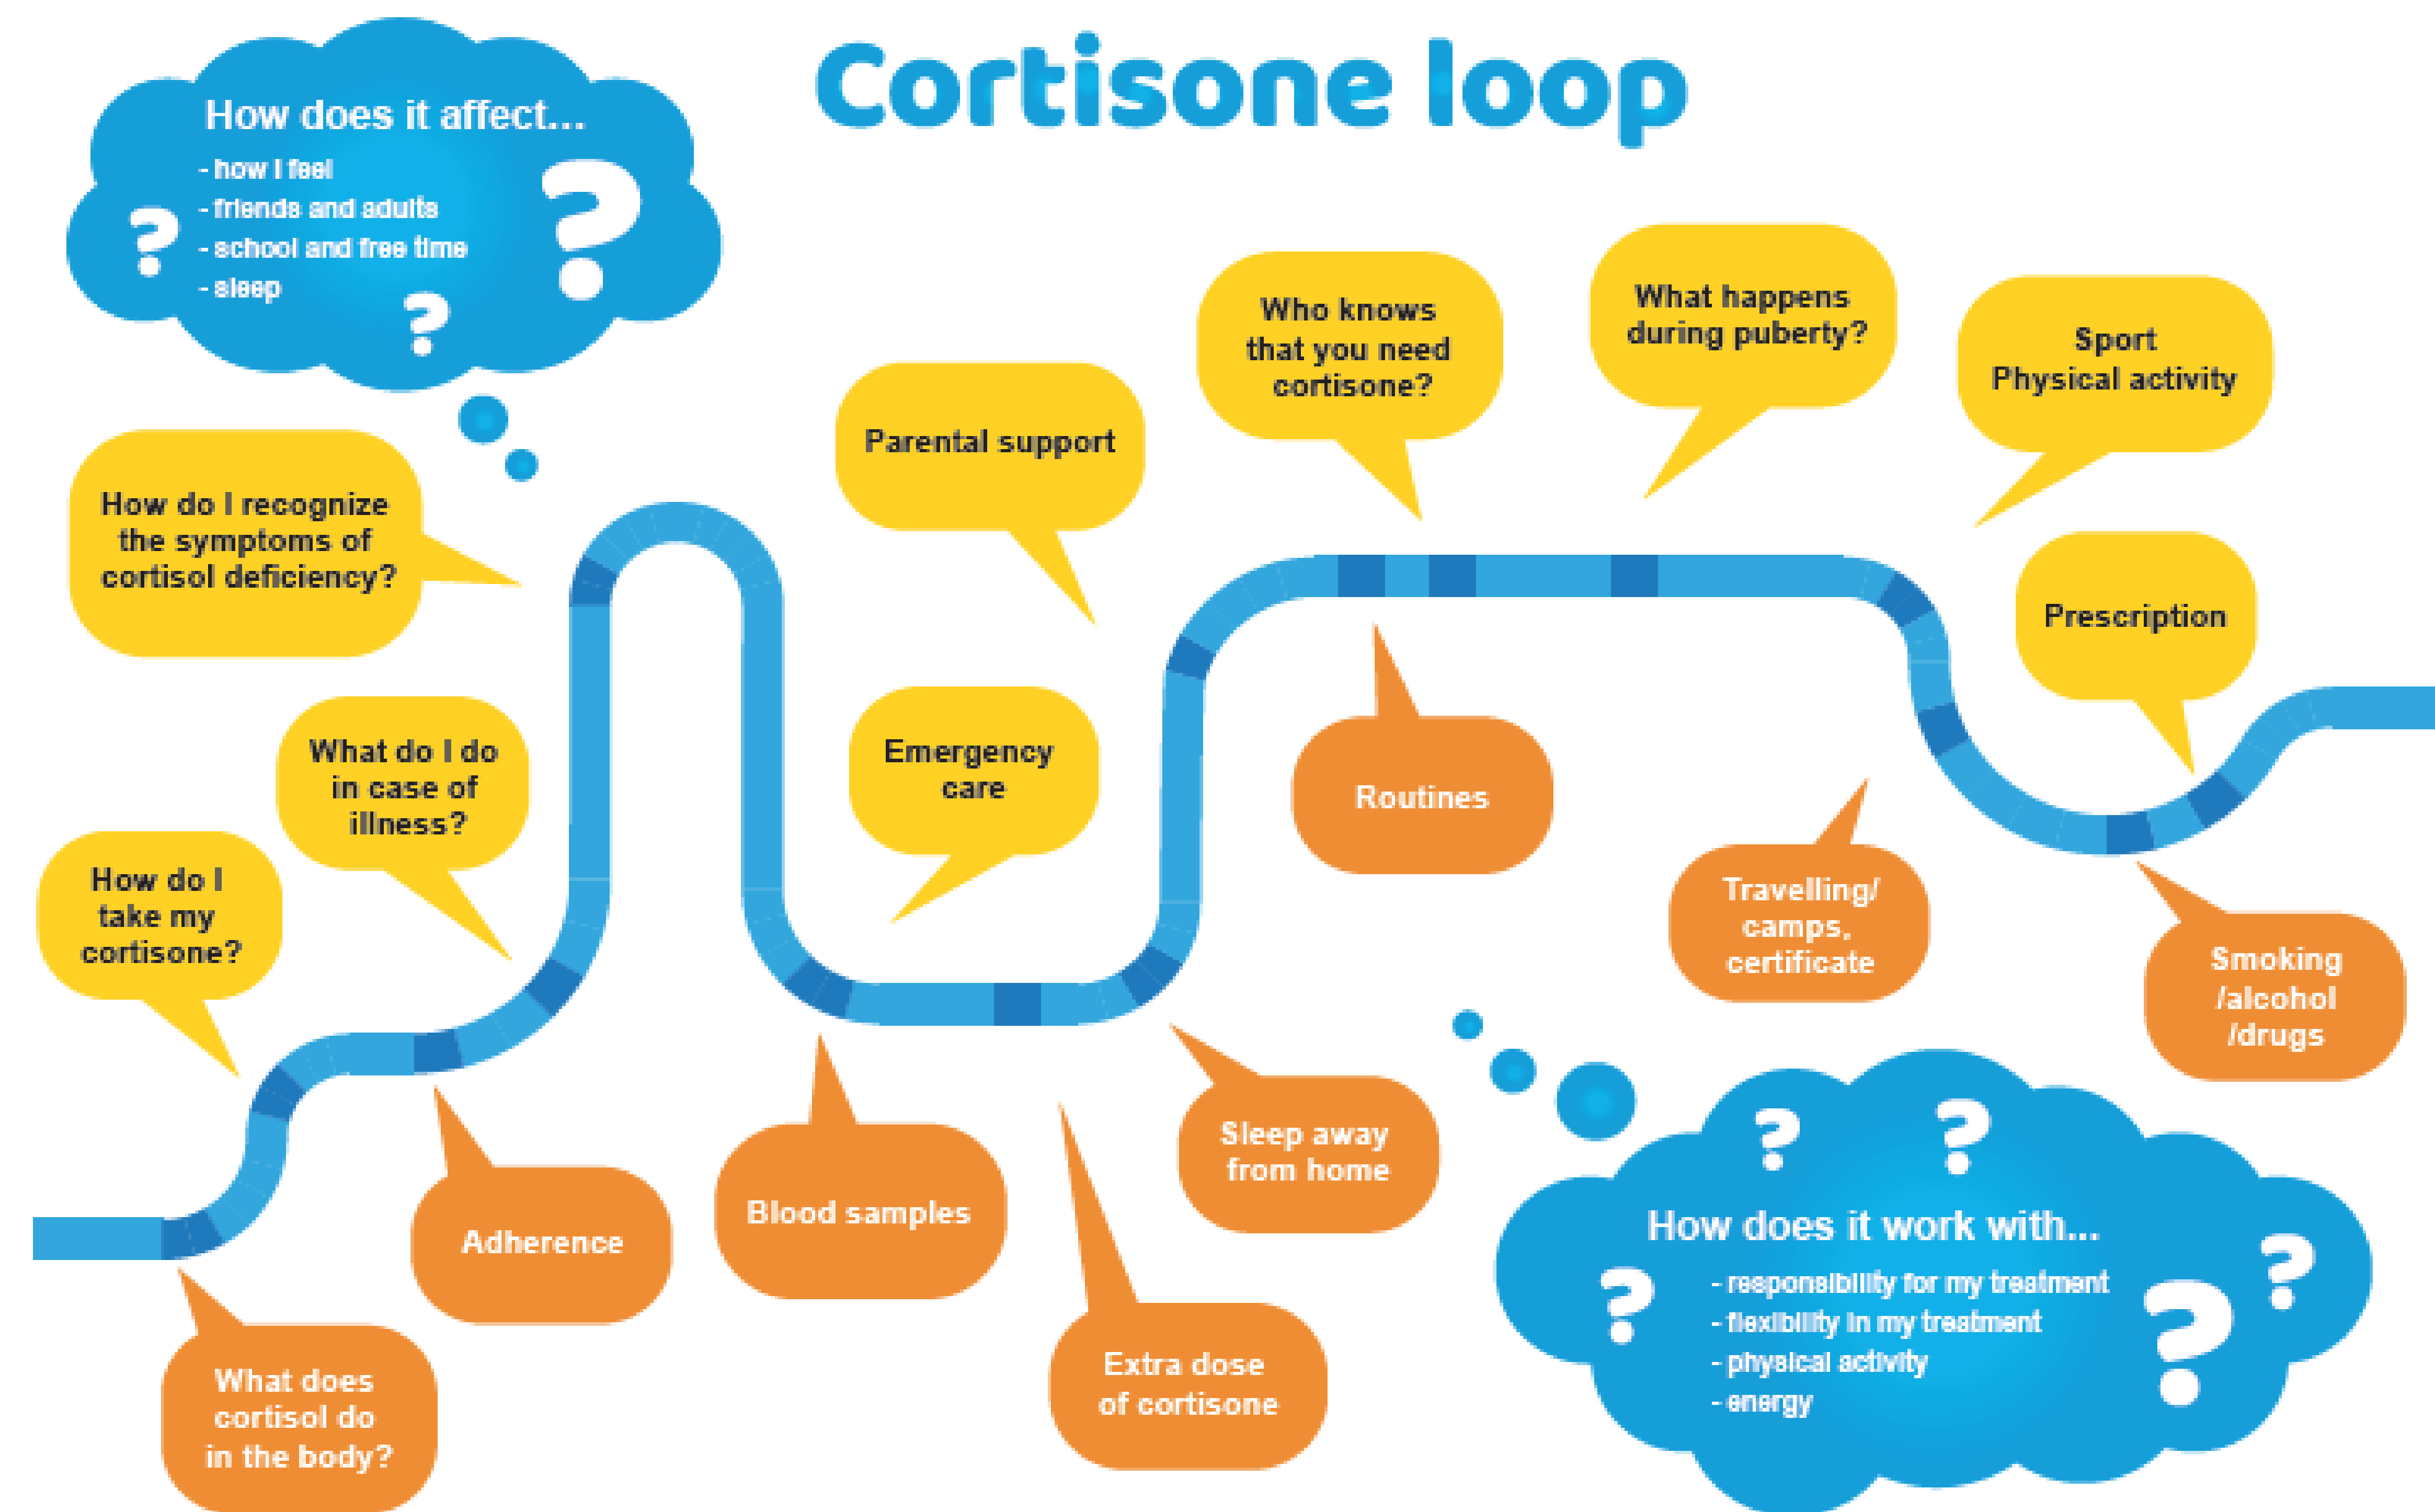 Cortisone loop
How does it affect...
- how I feel
- friends and adults
- school and free time
- sleep
How do I recognize
the symptoms of
cortisol deficiency?
What do I do
in case of
illness?
How do I
take my
cortisone?
Parental support
Emergency
care
Who knows
that you need
cortisone?
What happens
during puberty?
Sport
Physical activity
Prescription
Routines
Travelling/
camps,
certificate
Smoking
/alcohol
/drugs
Sleep away
from home
Blood samples
Adherence
Extra dose
of cortisone
What does
cortisol do
in the body?
How does it work with...
- responsibility for my treatment
- flexibility in my treatment
- physical activity
- energy